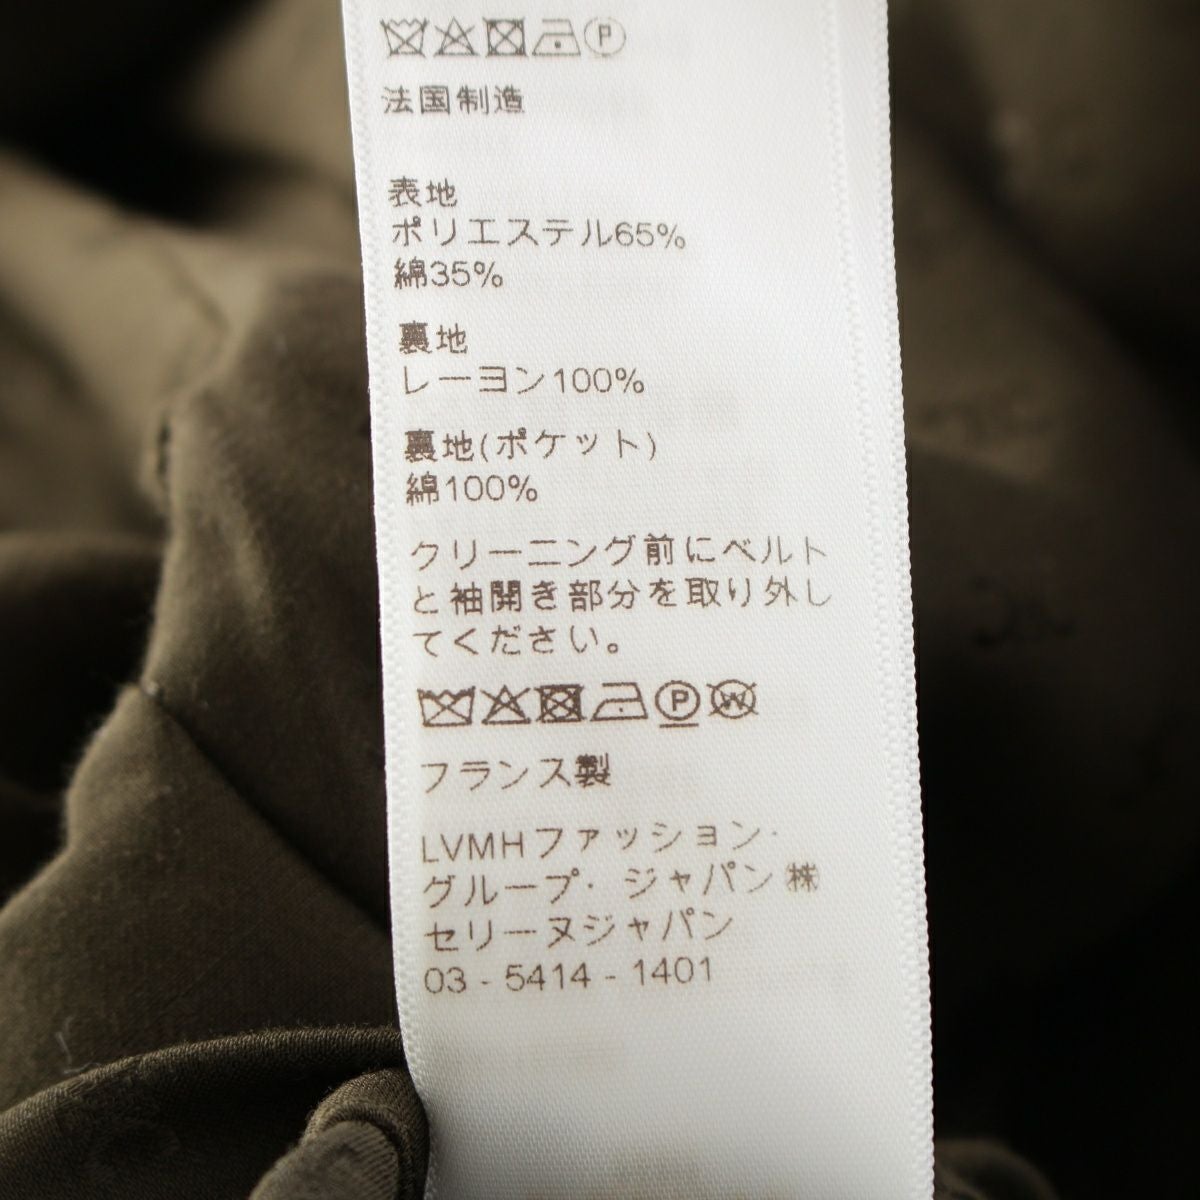 法国制造
表地
ポリエステル65%
綿35%
裏地
レーヨン100%
裏地(ポケット)
綿100%
クリーニング前にベルト
と袖開き部分を取り外し
てください。
フランス製
LVMHファッション·
グループ·ジャパン㈱
セリーヌジャパン
03-5414-1401